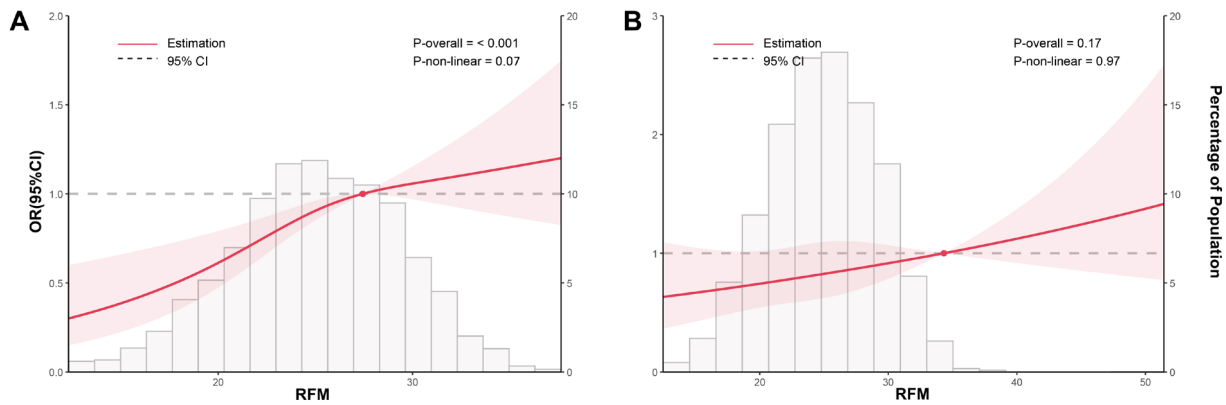 A
2.0
1.5
1.0
0.5
0.0
OR(95%CI)
Estimation
95% CI
P-overall = < 0.001
P-non-linear = 0.07
20
15
10
5
0
20
30
RFM
B
3
2
1
0
Estimation
95% CI
P-overall = 0.17
P-non-linear = 0.97
20
15
10
5
0
Percentage of Population
20
30
40
50
RFM